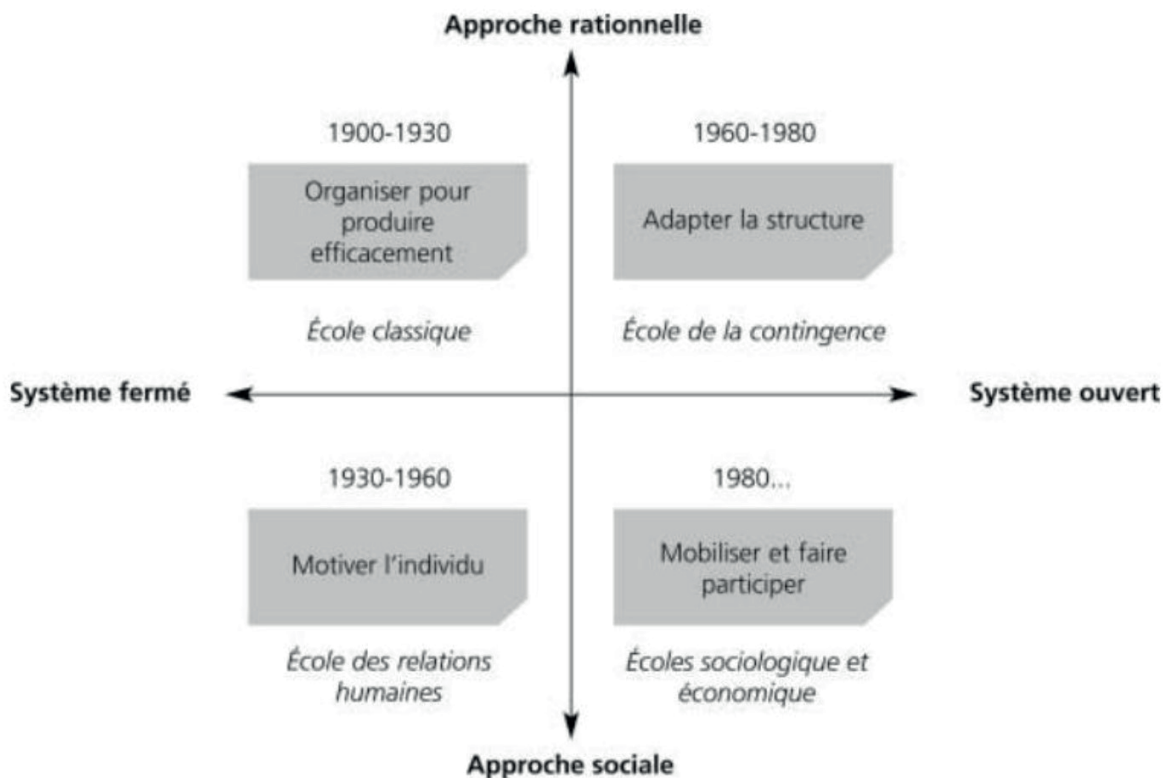 Approche rationnelle
1900-1930
1960-1980
Organiser pour
produire
efficacement
Adapter la structure
École classique
École de la contingence
Système fermé
Système ouvert
1930-1960
1980...
Motiver l'individu
Mobiliser et faire
participer
École des relations
humaines
Écoles sociologique et
économique
Approche sociale